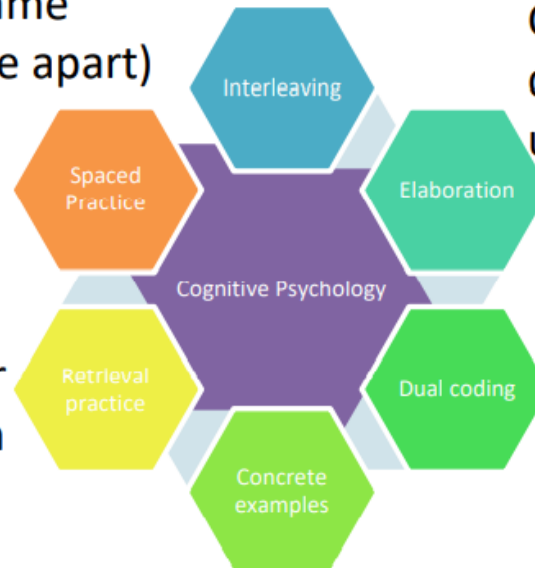 e apart)
Interleaving
Spaced
Practice
Elaboration
Cognitive Psychology
Retrieval
practice
Dual coding
Concrete
examples